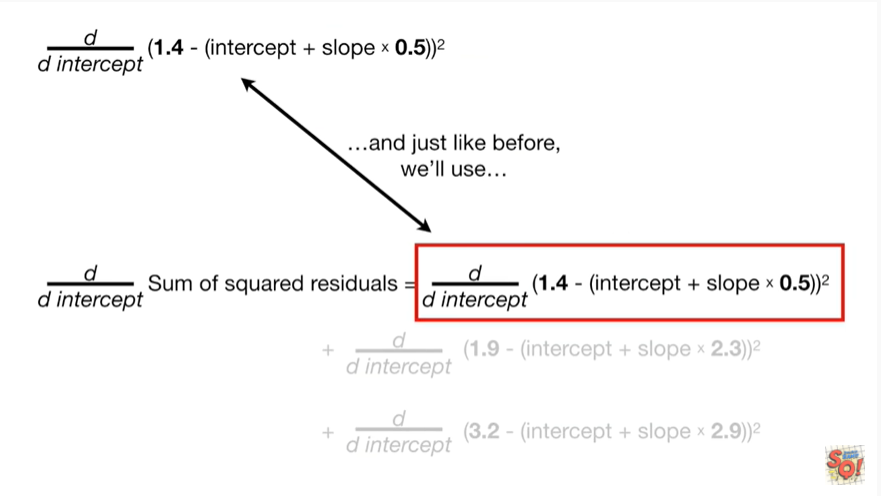 d
d intercept (1.4 - (intercept + slope × 0.5))²
…and just like before,
we'll use…
d
d intercept Sum of squared residuals = d
d intercept (1.4 - (intercept + slope × 0.5))²
+ d
d intercept (1.9 - (intercept + slope × 2.3))²
+ d
d intercept (3.2 - (intercept + slope × 2.9))²
SQ!